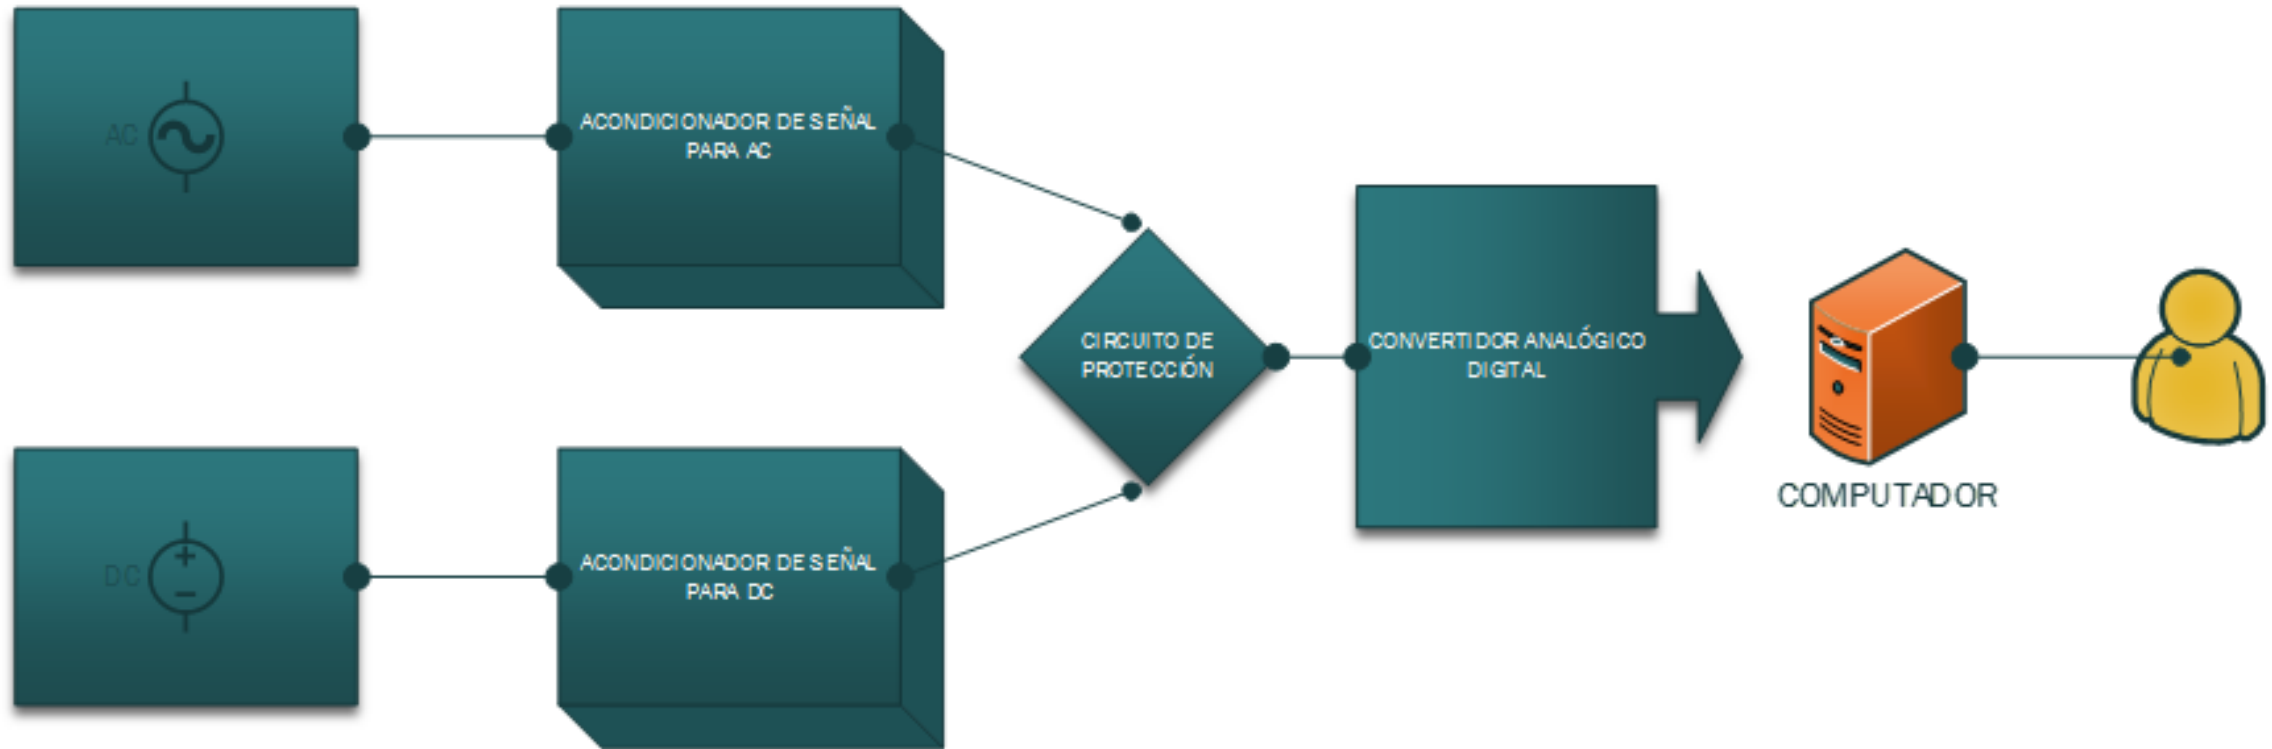 AC
ACONDICIONADOR DE SEÑAL
PARA AC
CIRCUITO DE
PROTECCIÓN
CONVERTIDOR ANALÓGICO
DIGITAL
COMPUTADOR
DC
ACONDICIONADOR DE SEÑAL
PARA DC